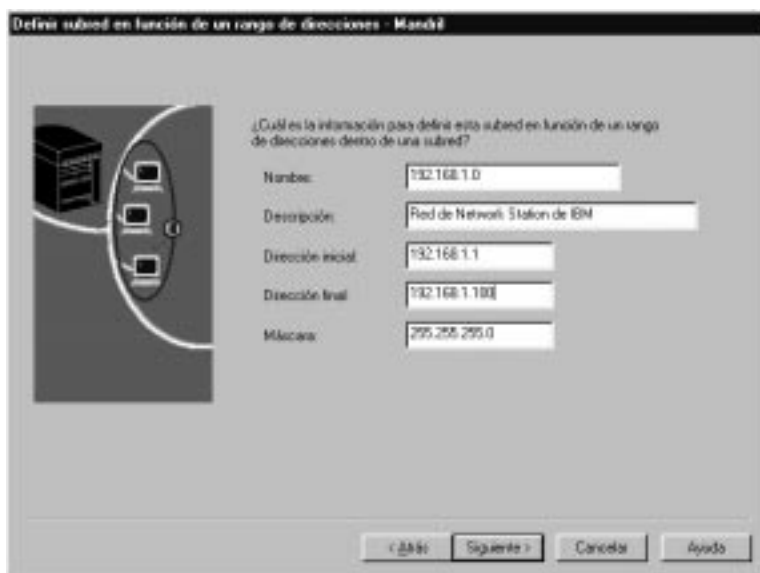 Definir subred en función de un rango de direcciones - Mandril
¿Cuál es la información para definir esta subred en función de un rango
de direcciones dentro de una subred?
Nombre: 192.168.1.0
Descripción: Red de Network Station de IBM
Dirección inicial: 192.168.1.1
Dirección final: 192.168.1.100
Máscara: 255.255.255.0
< Atrás Siguiente > Cancelar Ayuda